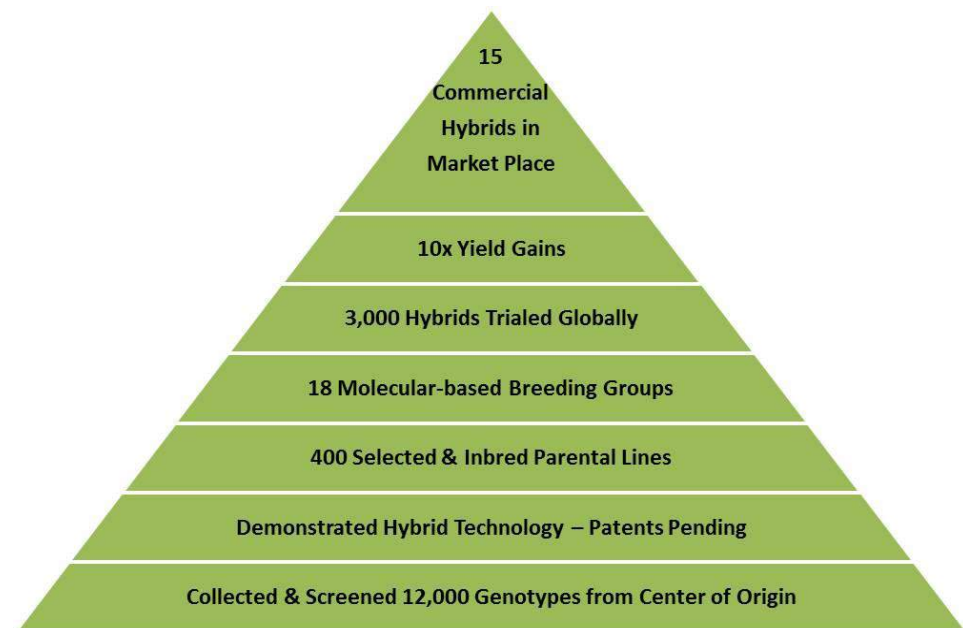 15
Commercial
Hybrids in
Market Place
10x Yield Gains
3,000 Hybrids Trialed Globally
18 Molecular-based Breeding Groups
400 Selected & Inbred Parental Lines
Demonstrated Hybrid Technology – Patents Pending
Collected & Screened 12,000 Genotypes from Center of Origin